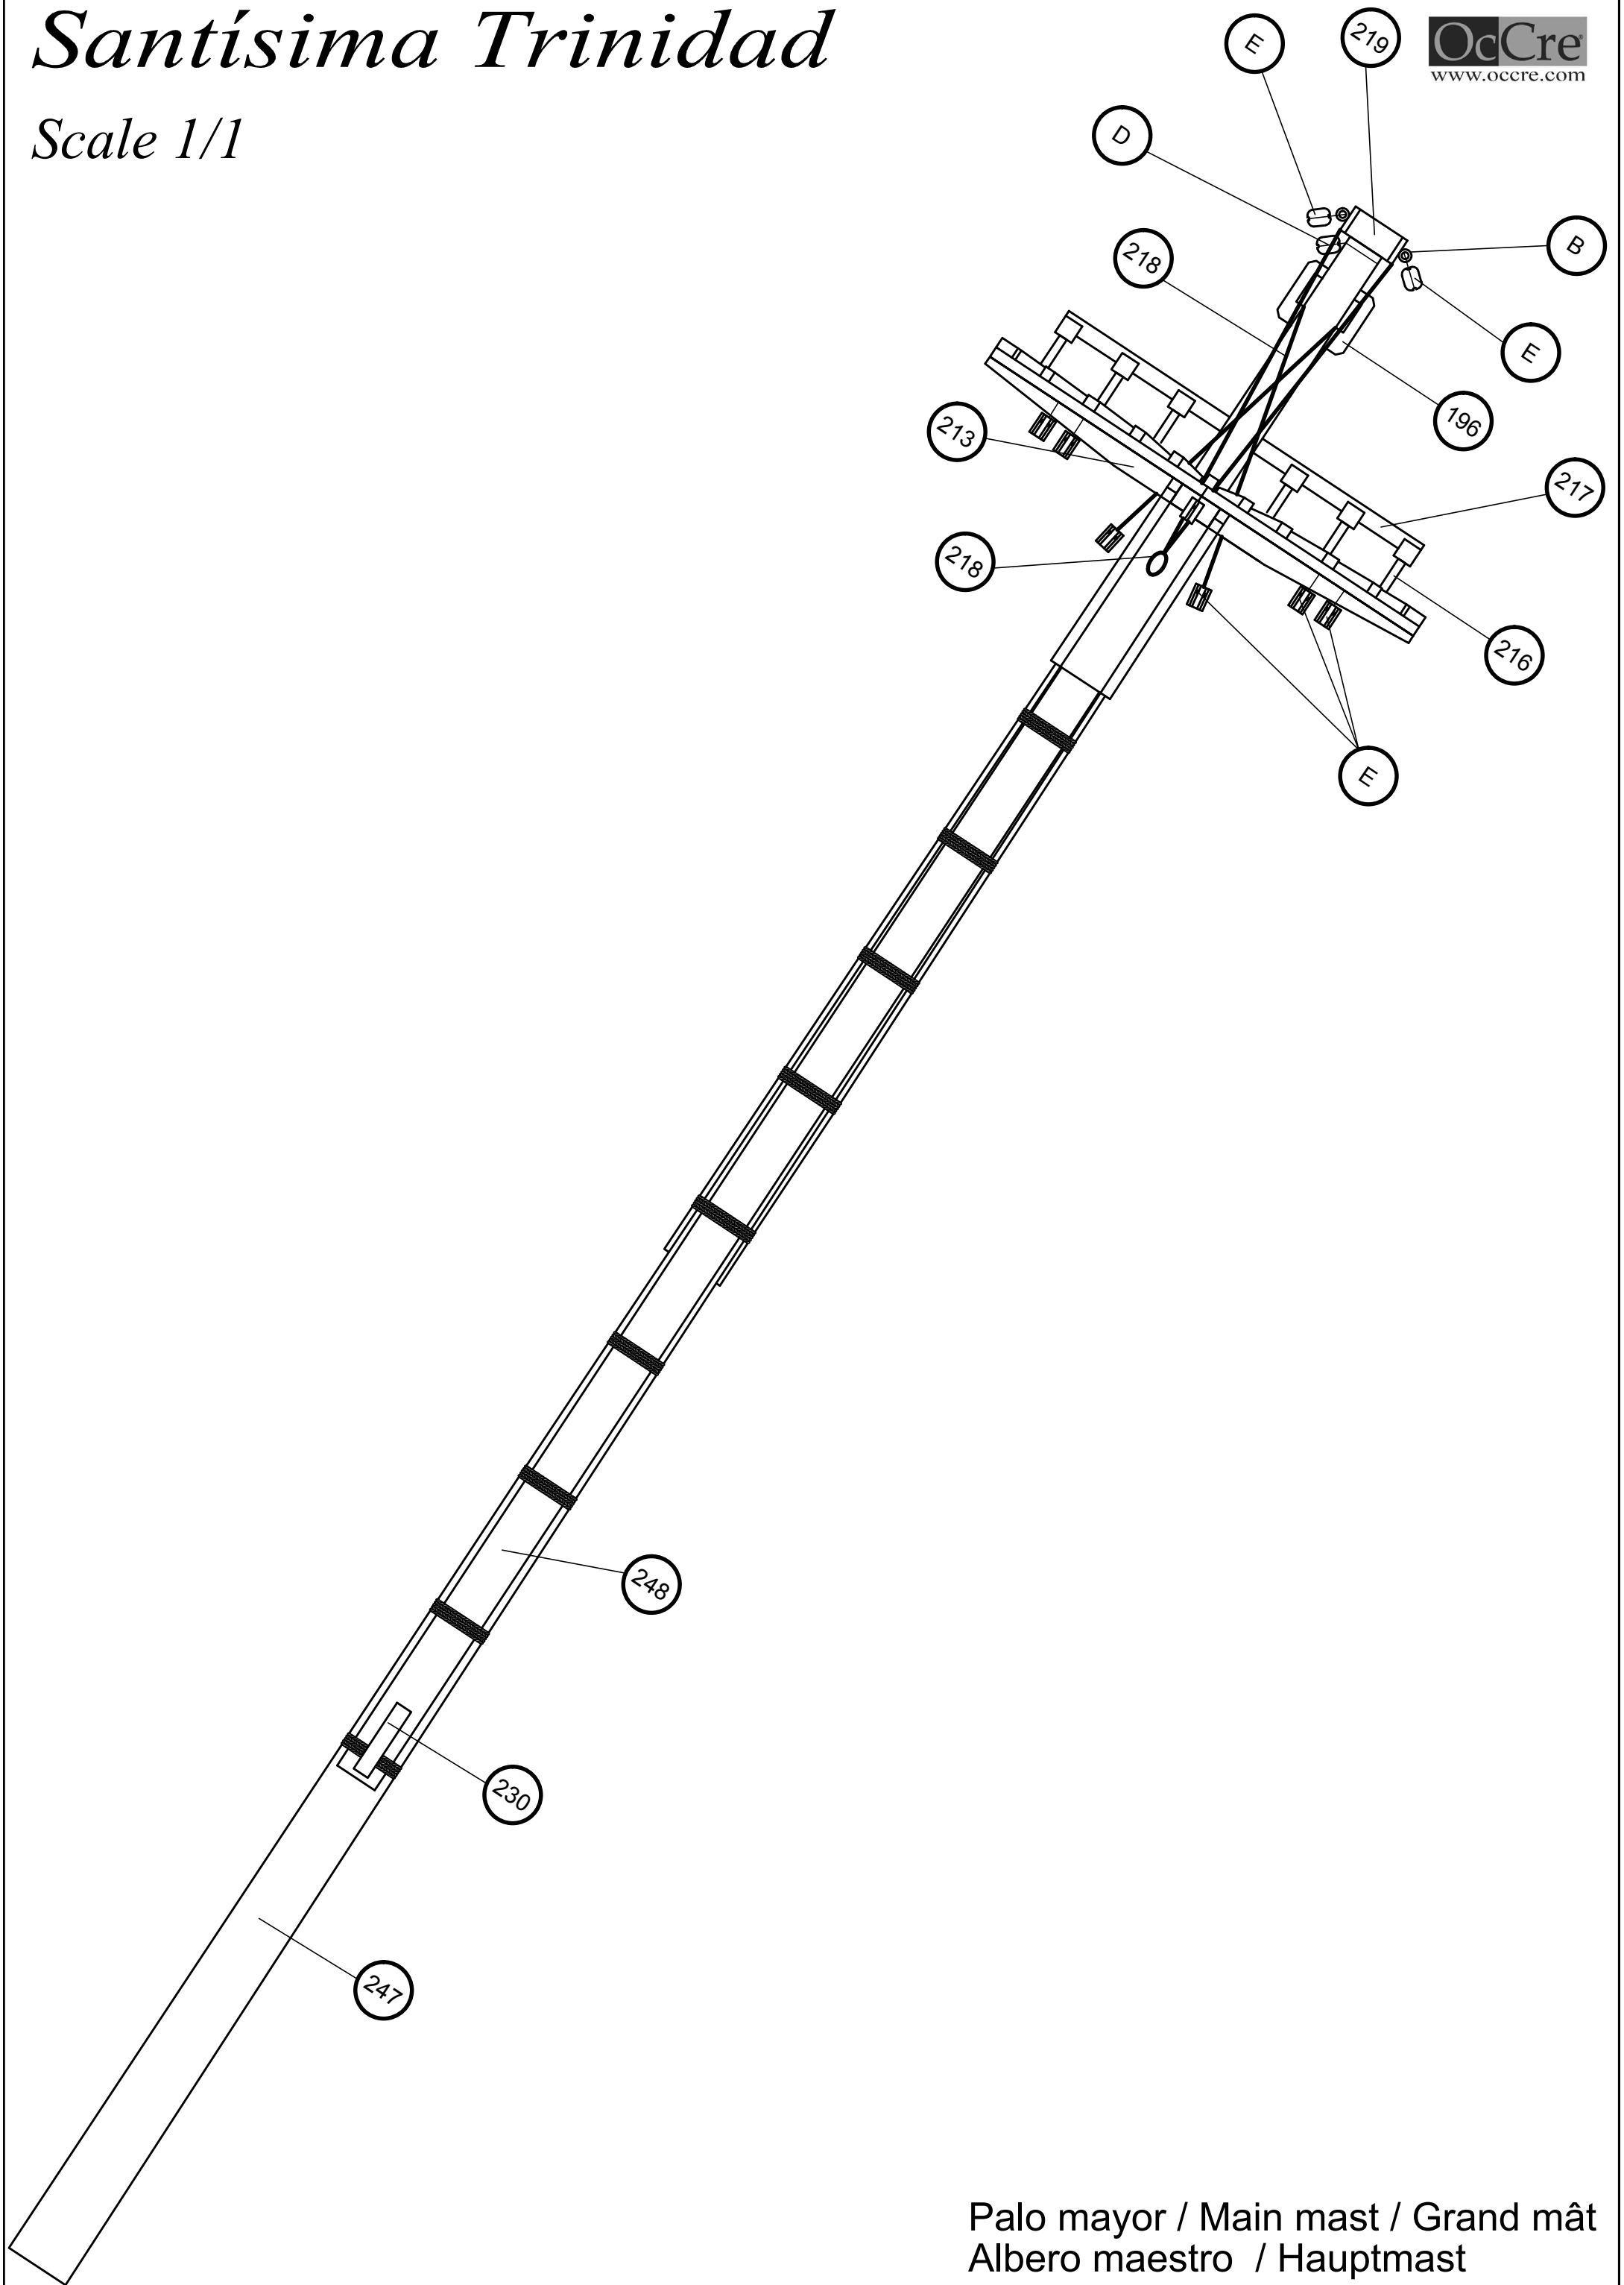 Santísima Trinidad
Scale 1/1
E
219
OcCre
www.occre.com
D
B
218
E
196
213
217
218
216
E
248
230
247
Palo mayor / Main mast / Grand mât
Albero maestro / Hauptmast